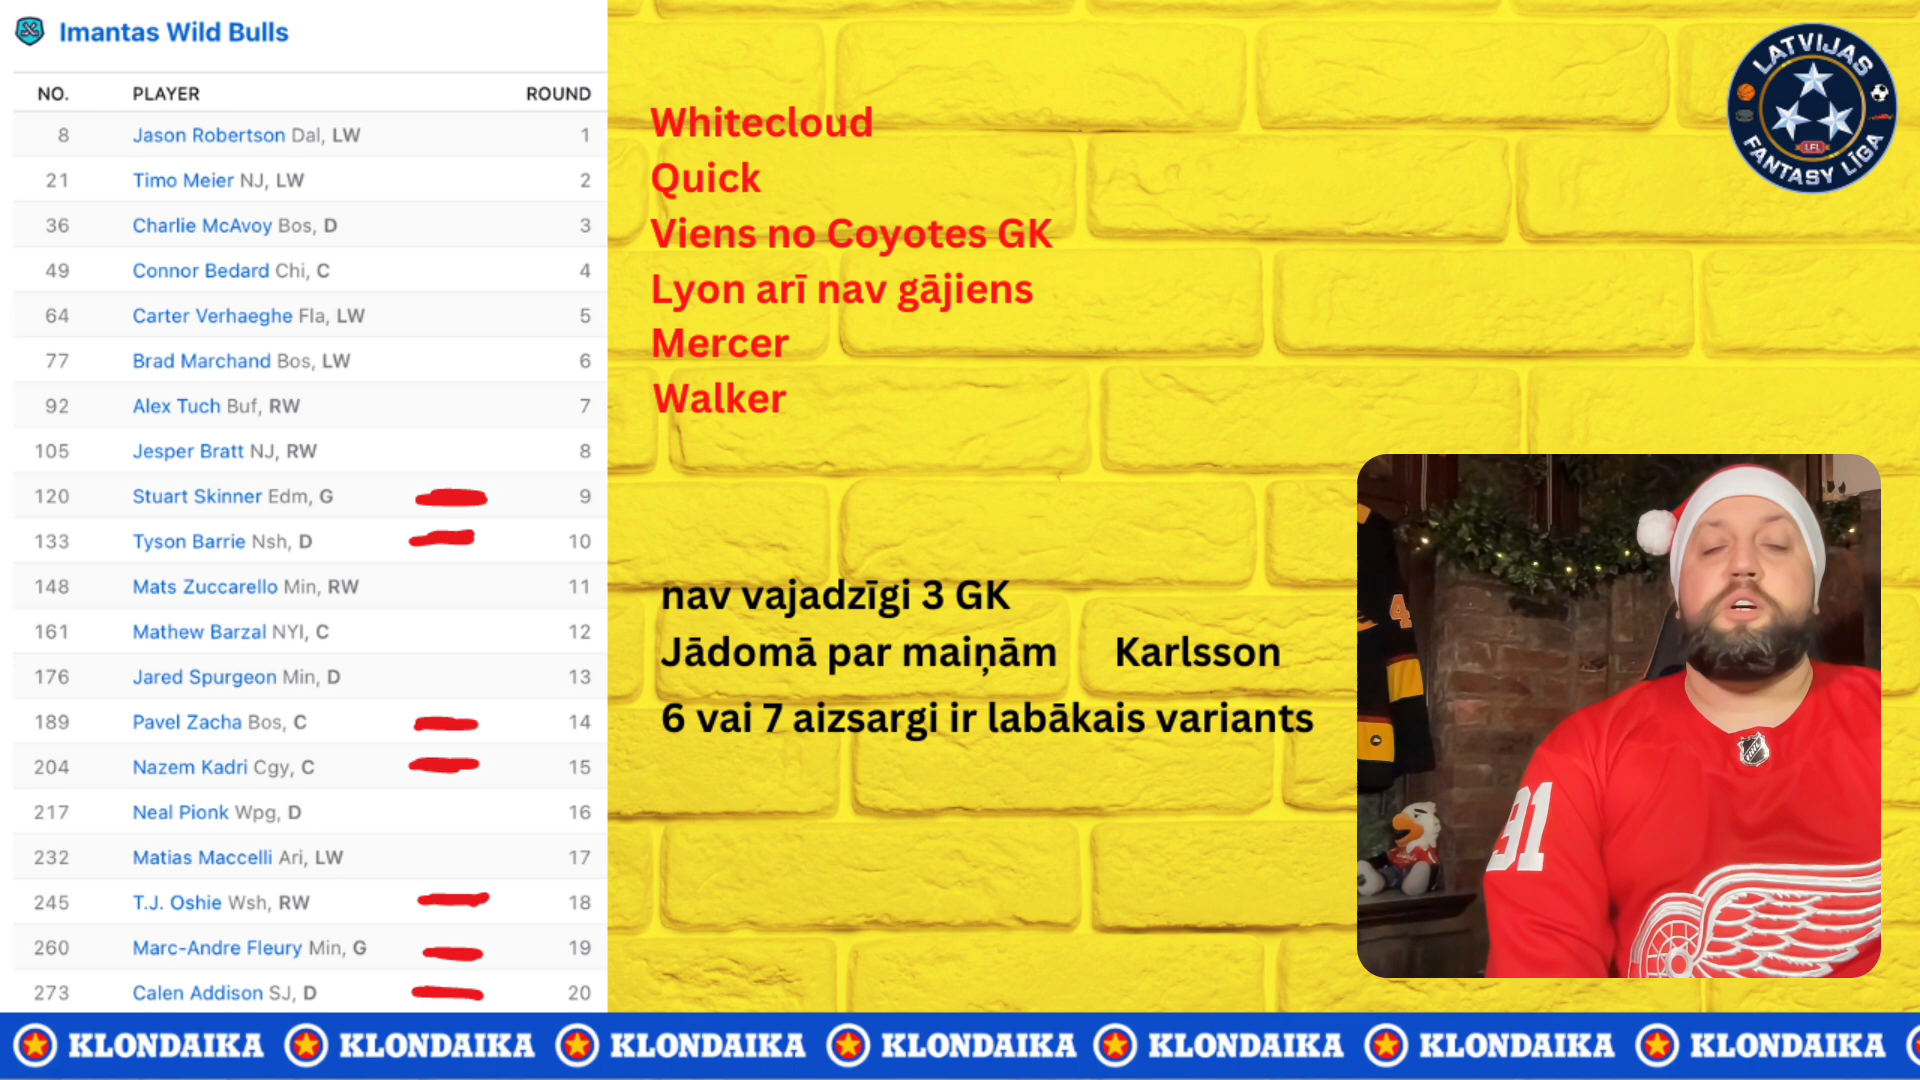 Imantas Wild Bulls
NO. PLAYER ROUND
8 Jason Robertson Dal, LW 1
21 Timo Meier NJ, LW 2
36 Charlie McAvoy Bos, D 3
49 Connor Bedard Chi, C 4
64 Carter Verhaeghe Fla, LW 5
77 Brad Marchand Bos, LW 6
92 Alex Tuch Buf, RW 7
105 Jesper Bratt NJ, RW 8
120 Stuart Skinner Edm, G 9
133 Tyson Barrie Nsh, D 10
148 Mats Zuccarello Min, RW 11
161 Mathew Barzal NYI, C 12
176 Jared Spurgeon Min, D 13
189 Pavel Zacha Bos, C 14
204 Nazem Kadri Cgy, C 15
217 Neal Pionk Wpg, D 16
232 Matias Maccelli Ari, LW 17
245 T.J. Oshie Wsh, RW 18
260 Marc-Andre Fleury Min, G 19
273 Calen Addison SJ, D 20
Whitecloud
Quick
Viens no Coyotes GK
Lyon arī nav gājiens
Mercer
Walker
nav vajadzīgi 3 GK
Jādomā par maiņām Karlsson
6 vai 7 aizsargi ir labākais variants
LATVIJAS
LFL
FANTASY LĪGA
4
91
NHL
KLONDAIKA KLONDAIKA KLONDAIKA KLONDAIKA KLONDAIKA KLONDAIKA KLONDAIKA